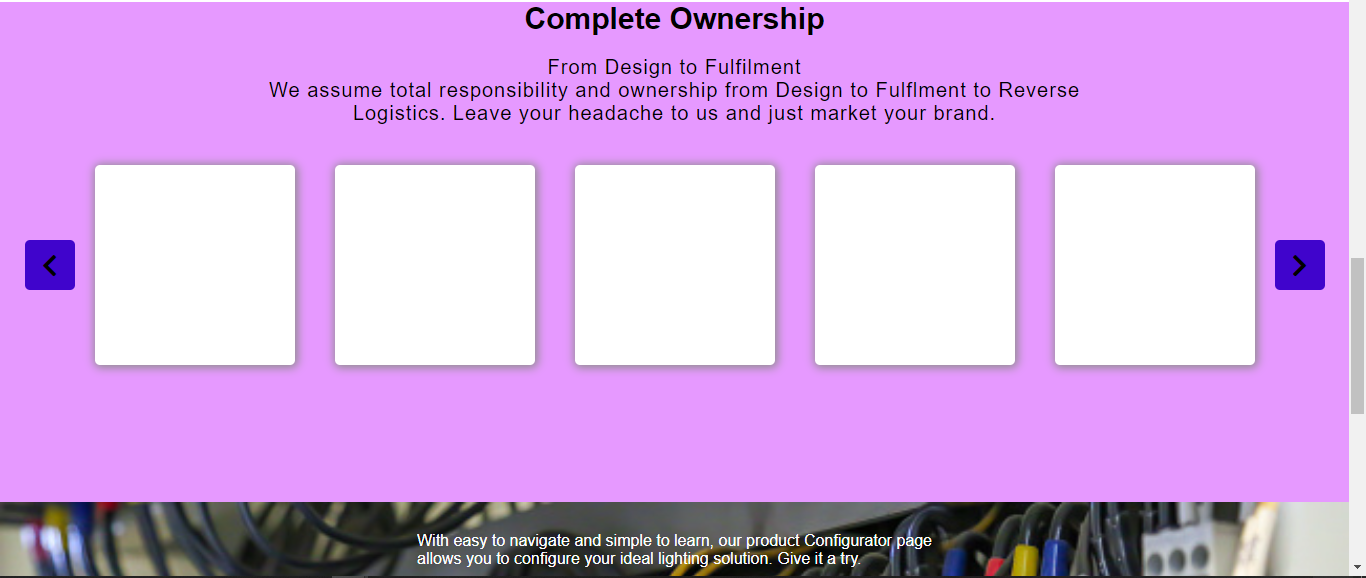 Complete Ownership
From Design to Fulfilment
We assume total responsibility and ownership from Design to Fulflment to Reverse
Logistics. Leave your headache to us and just market your brand.
With easy to navigate and simple to learn, our product Configurator page
allows you to configure your ideal lighting solution. Give it a try.